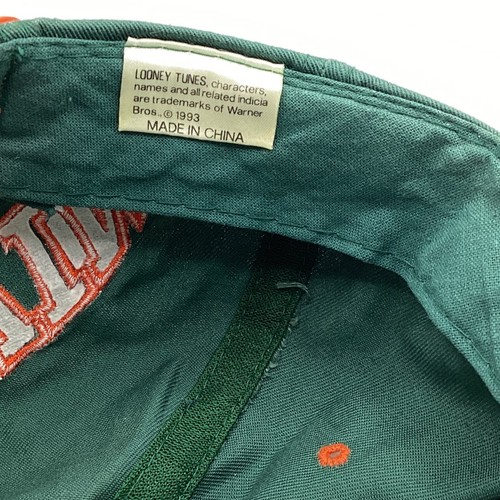 LOONEY TUNES, characters,
names and all related indicia
are trademarks of Warner
Bros., © 1993
MADE IN CHINA